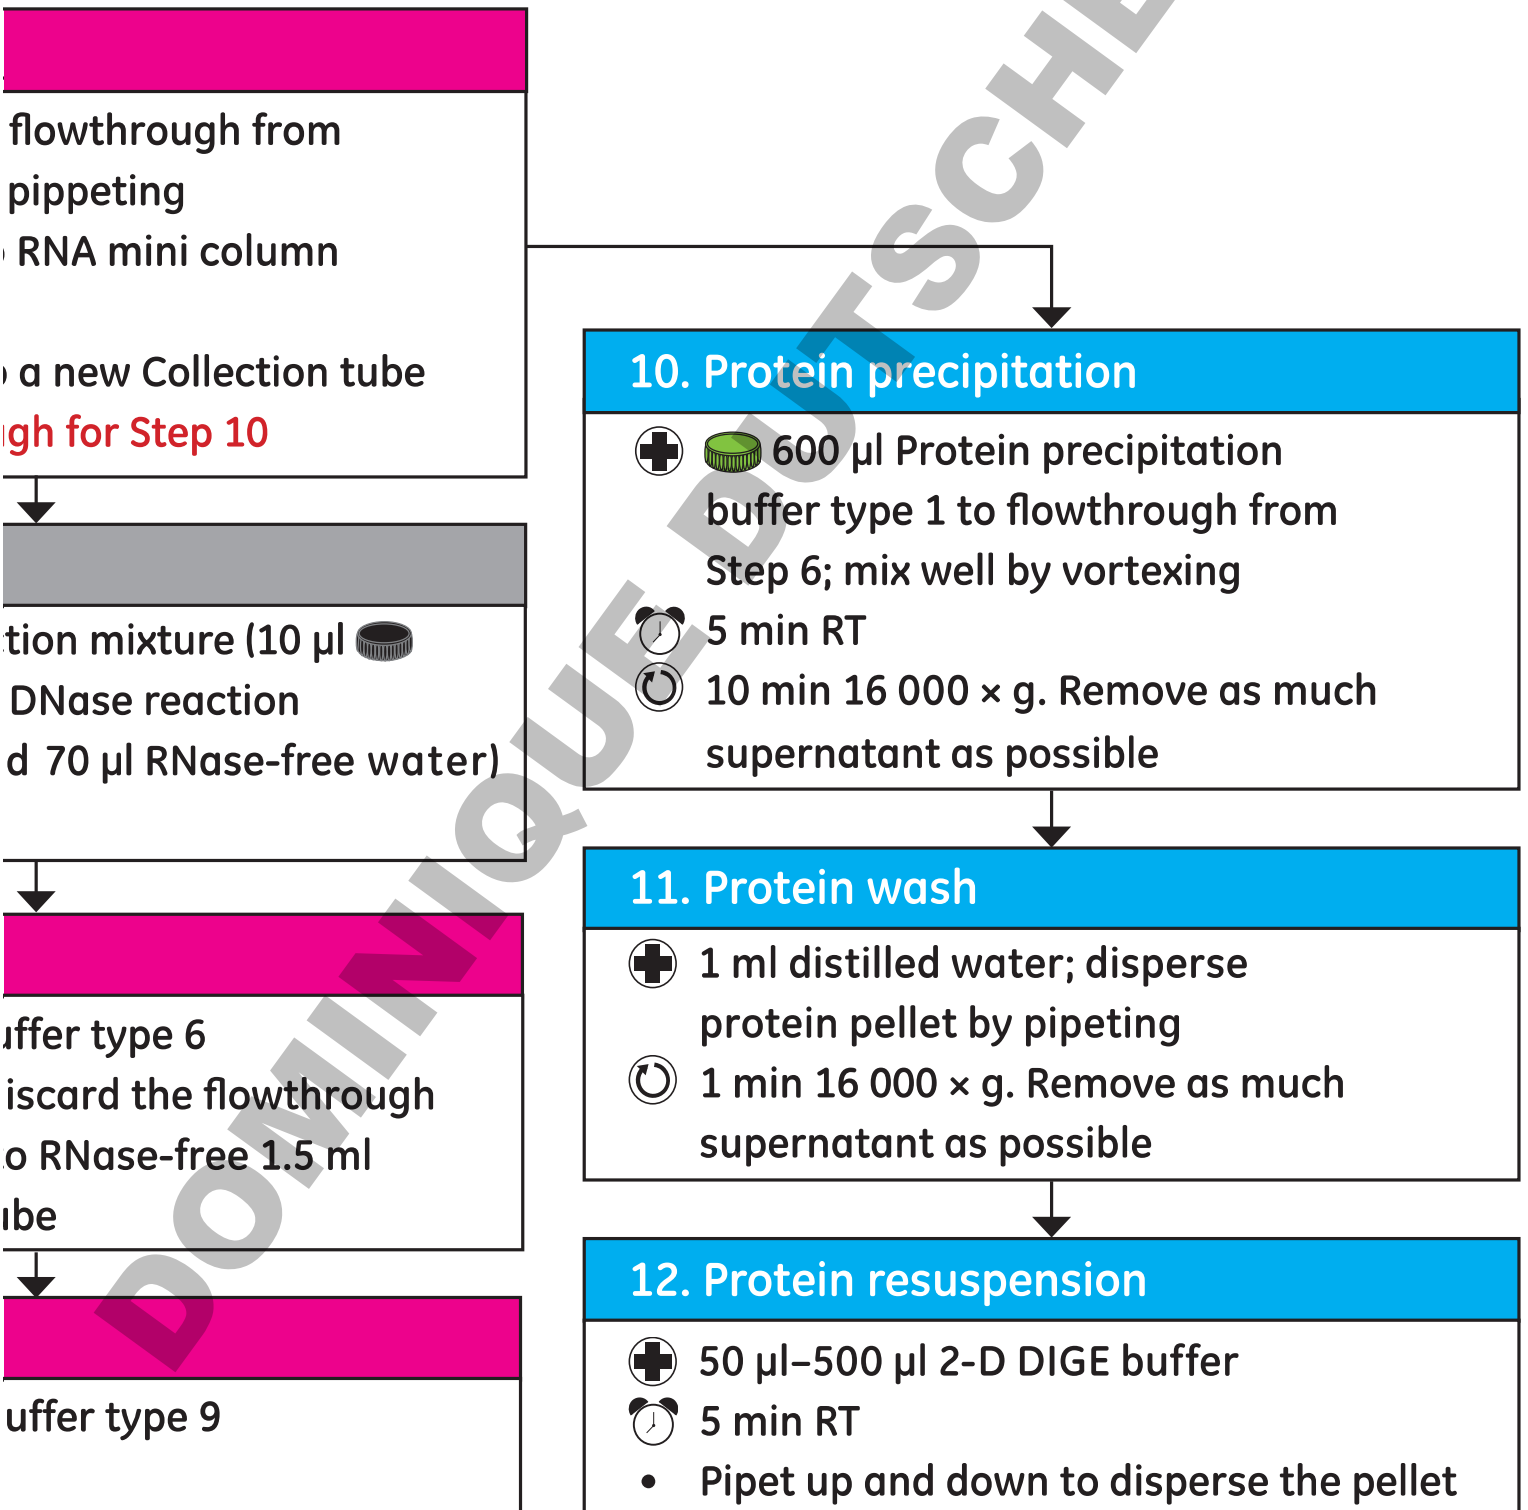 flowthrough from
pippeting
RNA mini column
a new Collection tube
gh for Step 10
tion mixture (10 µl
DNase reaction
d 70 µl RNase-free water)
uffer type 6
iscard the flowthrough
to RNase-free 1.5 ml
ube
uffer type 9
10. Protein precipitation
600 µl Protein precipitation
buffer type 1 to flowthrough from
Step 6; mix well by vortexing
5 min RT
10 min 16 000 × g. Remove as much
supernatant as possible
11. Protein wash
1 ml distilled water; disperse
protein pellet by pipeting
1 min 16 000 × g. Remove as much
supernatant as possible
12. Protein resuspension
50 µl–500 µl 2-D DIGE buffer
5 min RT
• Pipet up and down to disperse the pellet
DOMINIQUE DUTSCHE